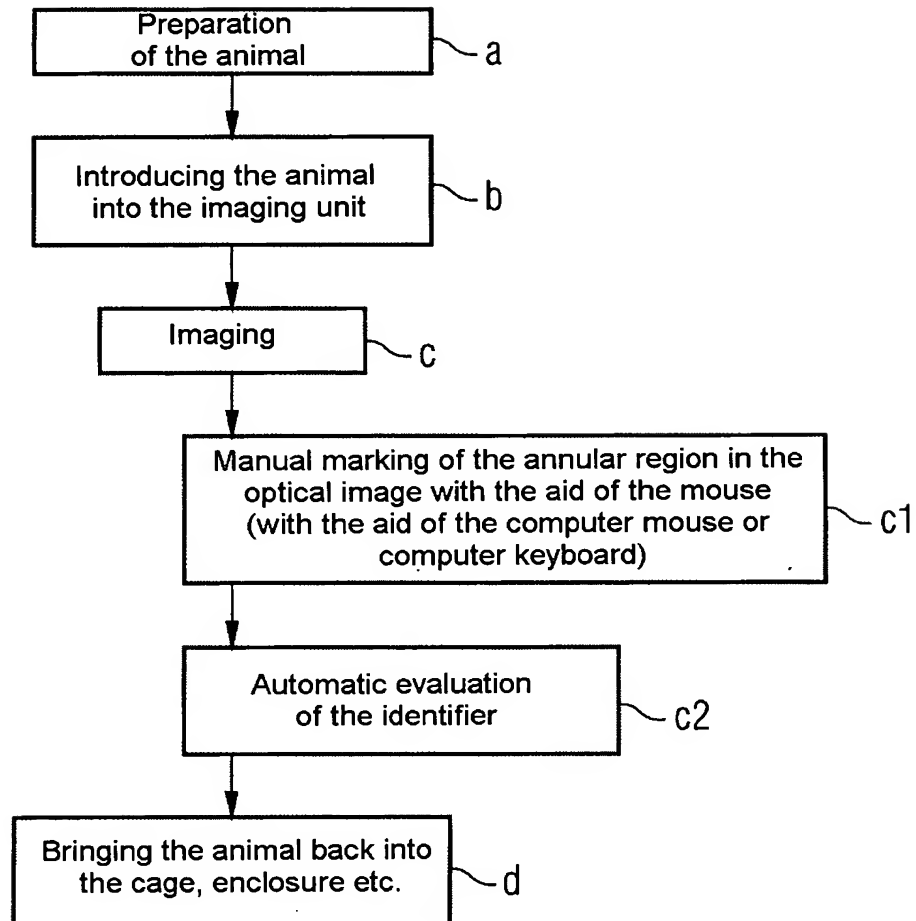 Preparation
of the animal
a
Introducing the animal
into the imaging unit
b
Imaging
c
Manual marking of the annular region in the
optical image with the aid of the mouse
(with the aid of the computer mouse or
computer keyboard)
c1
Automatic evaluation
of the identifier
c2
Bringing the animal back into
the cage, enclosure etc.
d